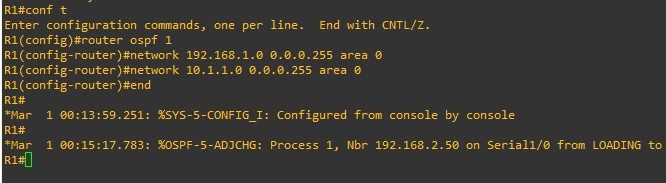 R1#conf t
Enter configuration commands, one per line.  End with CNTL/Z.
R1(config)#router ospf 1
R1(config-router)#network 192.168.1.0 0.0.0.255 area 0
R1(config-router)#network 10.1.1.0 0.0.0.255 area 0
R1(config-router)#end
R1#
*Mar  1 00:13:59.251: %SYS-5-CONFIG_I: Configured from console by console
R1#
*Mar  1 00:15:17.783: %OSPF-5-ADJCHG: Process 1, Nbr 192.168.2.50 on Serial1/0 from LOADING to
R1#